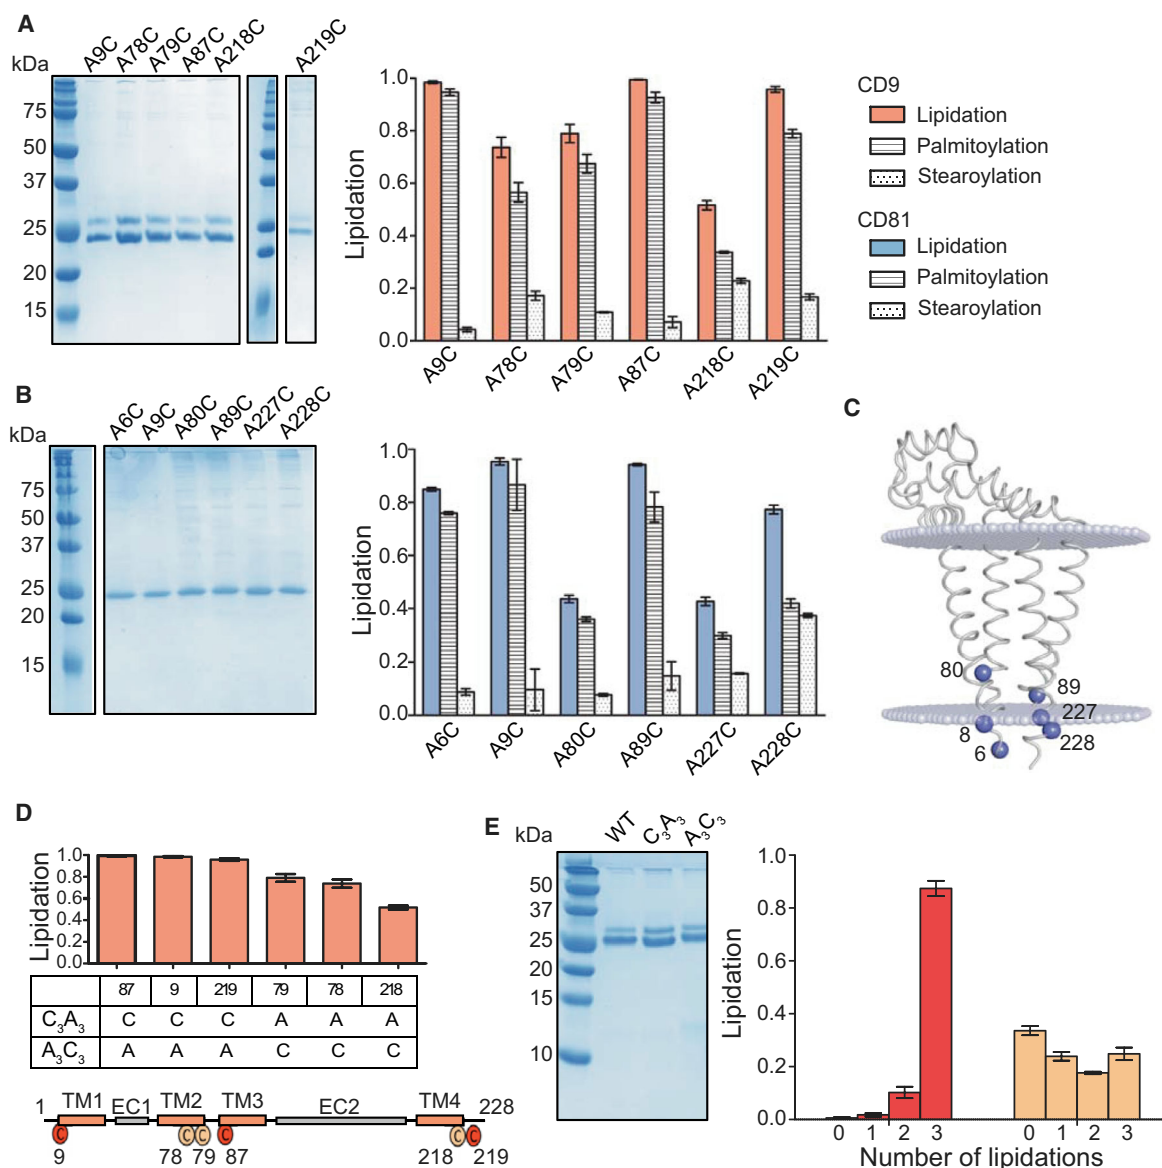 A
kDa
A9C A78C A79C A87C A218C A219C
75
50
37
25
20
15
Lipidation
1.0
0.8
0.6
0.4
0.2
0.0
A9C A78C A79C A87C A218C A219C
CD9
Lipidation
Palmitoylation
Stearoylation
CD81
Lipidation
Palmitoylation
Stearoylation
B
kDa
A6C A9C A80C A89C A227C A228C
75
50
37
25
20
15
Lipidation
1.0
0.8
0.6
0.4
0.2
0.0
A6C A9C A80C A89C A227C A228C
C
80
89
227
8
228
6
D
Lipidation
1.0
0.8
0.6
0.4
0.2
0.0
87 9 219 79 78 218
C₃A₃ C C C A A A
A₃C₃ A A A C C C
1 TM1 EC1 TM2 TM3 EC2 TM4 228
C C C C C C
9 78 79 87 218 219
E
kDa
WT C₃A₃ A₃C₃
50
37
25
20
15
10
Lipidation
1.0
0.8
0.6
0.4
0.2
0.0
0 1 2 3 0 1 2 3
Number of lipidations